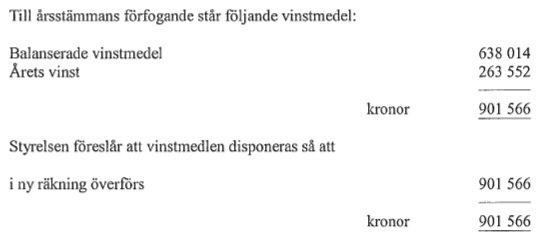 Till årsstämmans förfogande står följande vinstmedel:
Balanserade vinstmedel 638 014
Årets vinst 263 552
kronor 901 566
Styrelsen föreslår att vinstmedlen disponeras så att
i ny räkning överförs 901 566
kronor 901 566